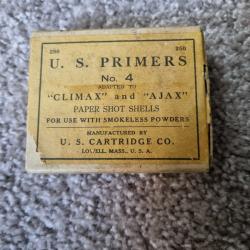 250 250
U. S. PRIMERS
No. 4
ADAPTED TO
"CLIMAX" and "AJAX"
PAPER SHOT SHELLS
FOR USE WITH SMOKELESS POWDERS
MANUFACTURED BY
U. S. CARTRIDGE CO.
LOWELL, MASS., U. S. A.